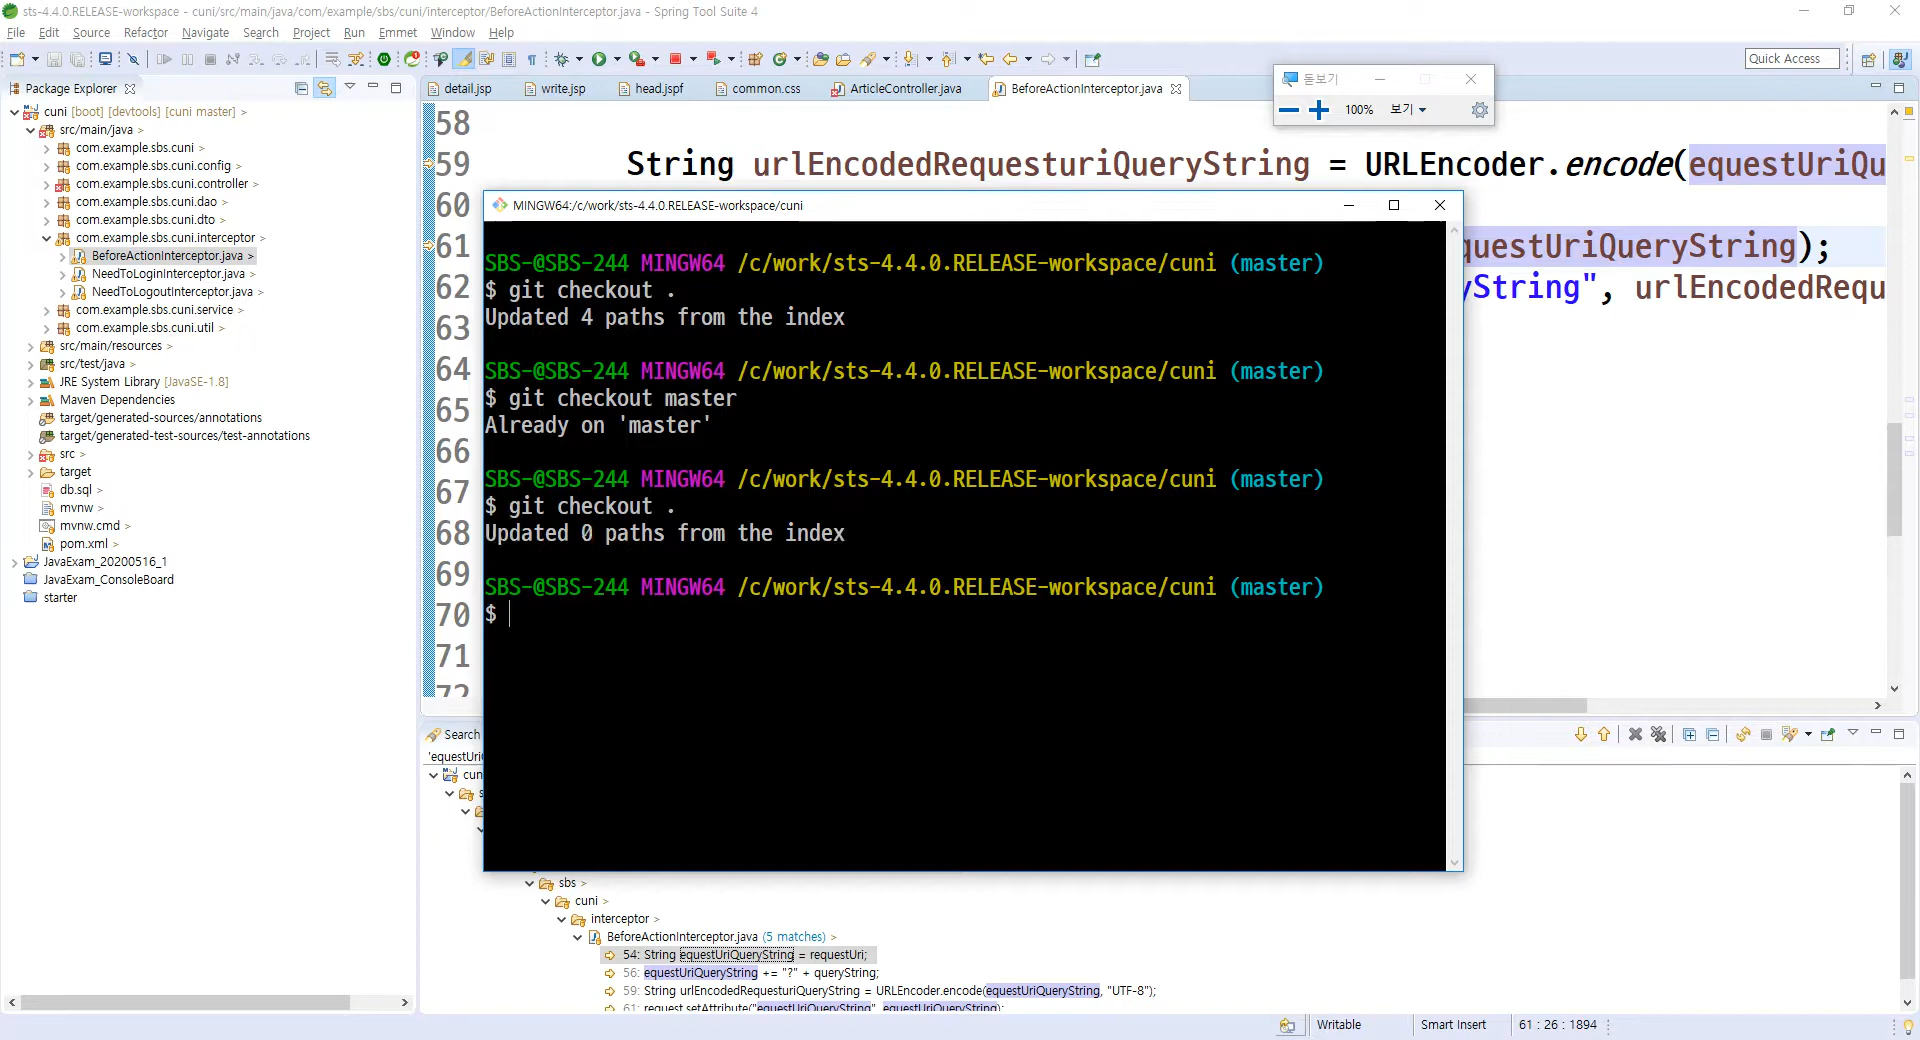 sts-4.4.0.RELEASE-workspace - cuni/src/main/java/com/example/sbs/cuni/interceptor/BeforeActionInterceptor.java - Spring Tool Suite 4
File Edit Source Refactor Navigate Search Project Run Emmet Window Help
Quick Access
Package Explorer
cuni [boot] [devtools] [cuni master] >
src/main/java >
com.example.sbs.cuni >
com.example.sbs.cuni.config >
com.example.sbs.cuni.controller >
com.example.sbs.cuni.dao >
com.example.sbs.cuni.dto >
com.example.sbs.cuni.interceptor >
BeforeActionInterceptor.java >
NeedToLoginInterceptor.java >
NeedToLogoutInterceptor.java >
com.example.sbs.cuni.service >
com.example.sbs.cuni.util >
src/main/resources >
src/test/java >
JRE System Library [JavaSE-1.8]
Maven Dependencies
target/generated-sources/annotations
target/generated-test-sources/test-annotations
src >
target
db.sql >
mvnw >
mvnw.cmd >
pom.xml >
JavaExam_20200516_1
JavaExam_ConsoleBoard
starter
detail.jsp write.jsp head.jspf common.css ArticleController.java BeforeActionInterceptor.java
돋보기
100% 보기
58
59 String urlEncodedRequesturiQueryString = URLEncoder.encode(equestUriQu
60
61 questUriQueryString);
62 yString", urlEncodedRequ
63
64
65
66
67
68
69
70
71
72
MINGW64:/c/work/sts-4.4.0.RELEASE-workspace/cuni
SBS-@SBS-244 MINGW64 /c/work/sts-4.4.0.RELEASE-workspace/cuni (master)
$ git checkout .
Updated 4 paths from the index
SBS-@SBS-244 MINGW64 /c/work/sts-4.4.0.RELEASE-workspace/cuni (master)
$ git checkout master
Already on 'master'
SBS-@SBS-244 MINGW64 /c/work/sts-4.4.0.RELEASE-workspace/cuni (master)
$ git checkout .
Updated 0 paths from the index
SBS-@SBS-244 MINGW64 /c/work/sts-4.4.0.RELEASE-workspace/cuni (master)
$
Search
'equestUri
cun
s
sbs >
cuni >
interceptor >
BeforeActionInterceptor.java (5 matches) >
54: String equestUriQueryString = requestUri;
56: equestUriQueryString += "?" + queryString;
59: String urlEncodedRequesturiQueryString = URLEncoder.encode(equestUriQueryString, "UTF-8");
61: request.setAttribute("equestUriQueryString", equestUriQueryString);
Writable Smart Insert 61 : 26 : 1894